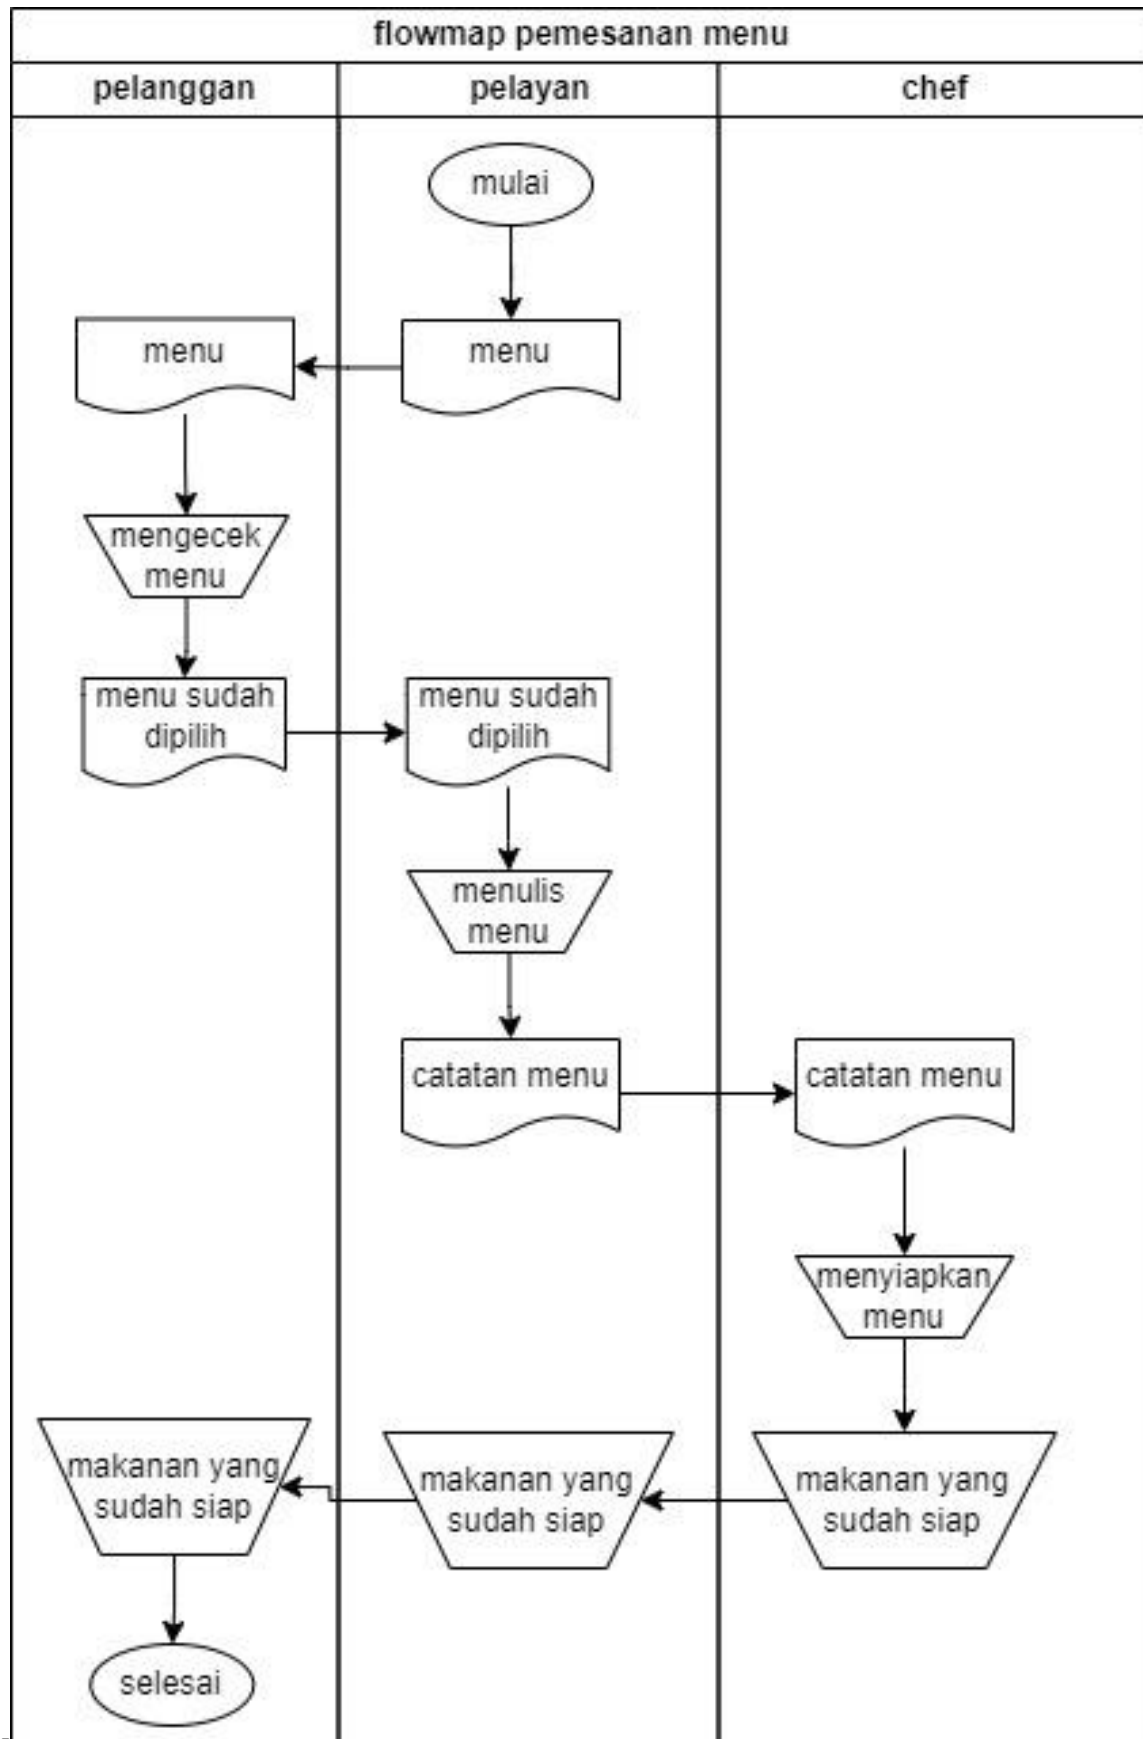 flowmap pemesanan menu
pelanggan
pelayan
chef
mulai
menu
menu
mengecek
menu
menu sudah
dipilih
menu sudah
dipilih
menulis
menu
catatan menu
catatan menu
menyiapkan
menu
makanan yang
sudah siap
makanan yang
sudah siap
makanan yang
sudah siap
selesai